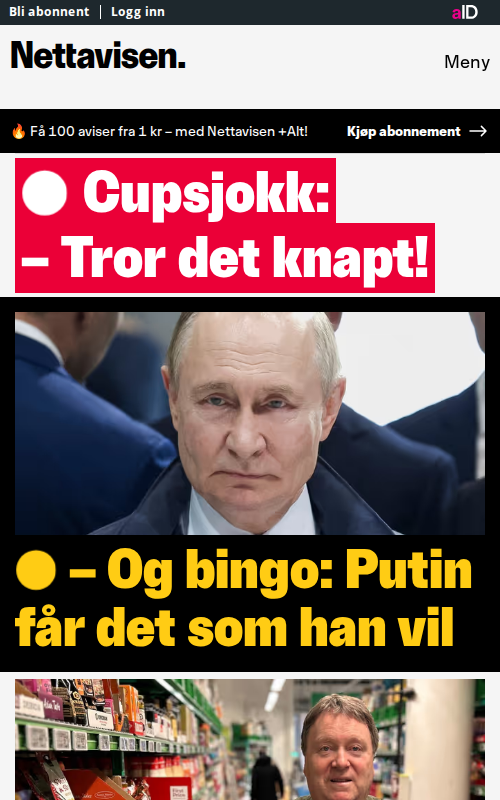 Bli abonnent Logg inn aID
Nettavisen.
Meny
🔥 Få 100 aviser fra 1 kr – med Nettavisen +Alt! Kjøp abonnement →
Cupsjokk:
– Tror det knapt!
– Og bingo: Putin
får det som han vil